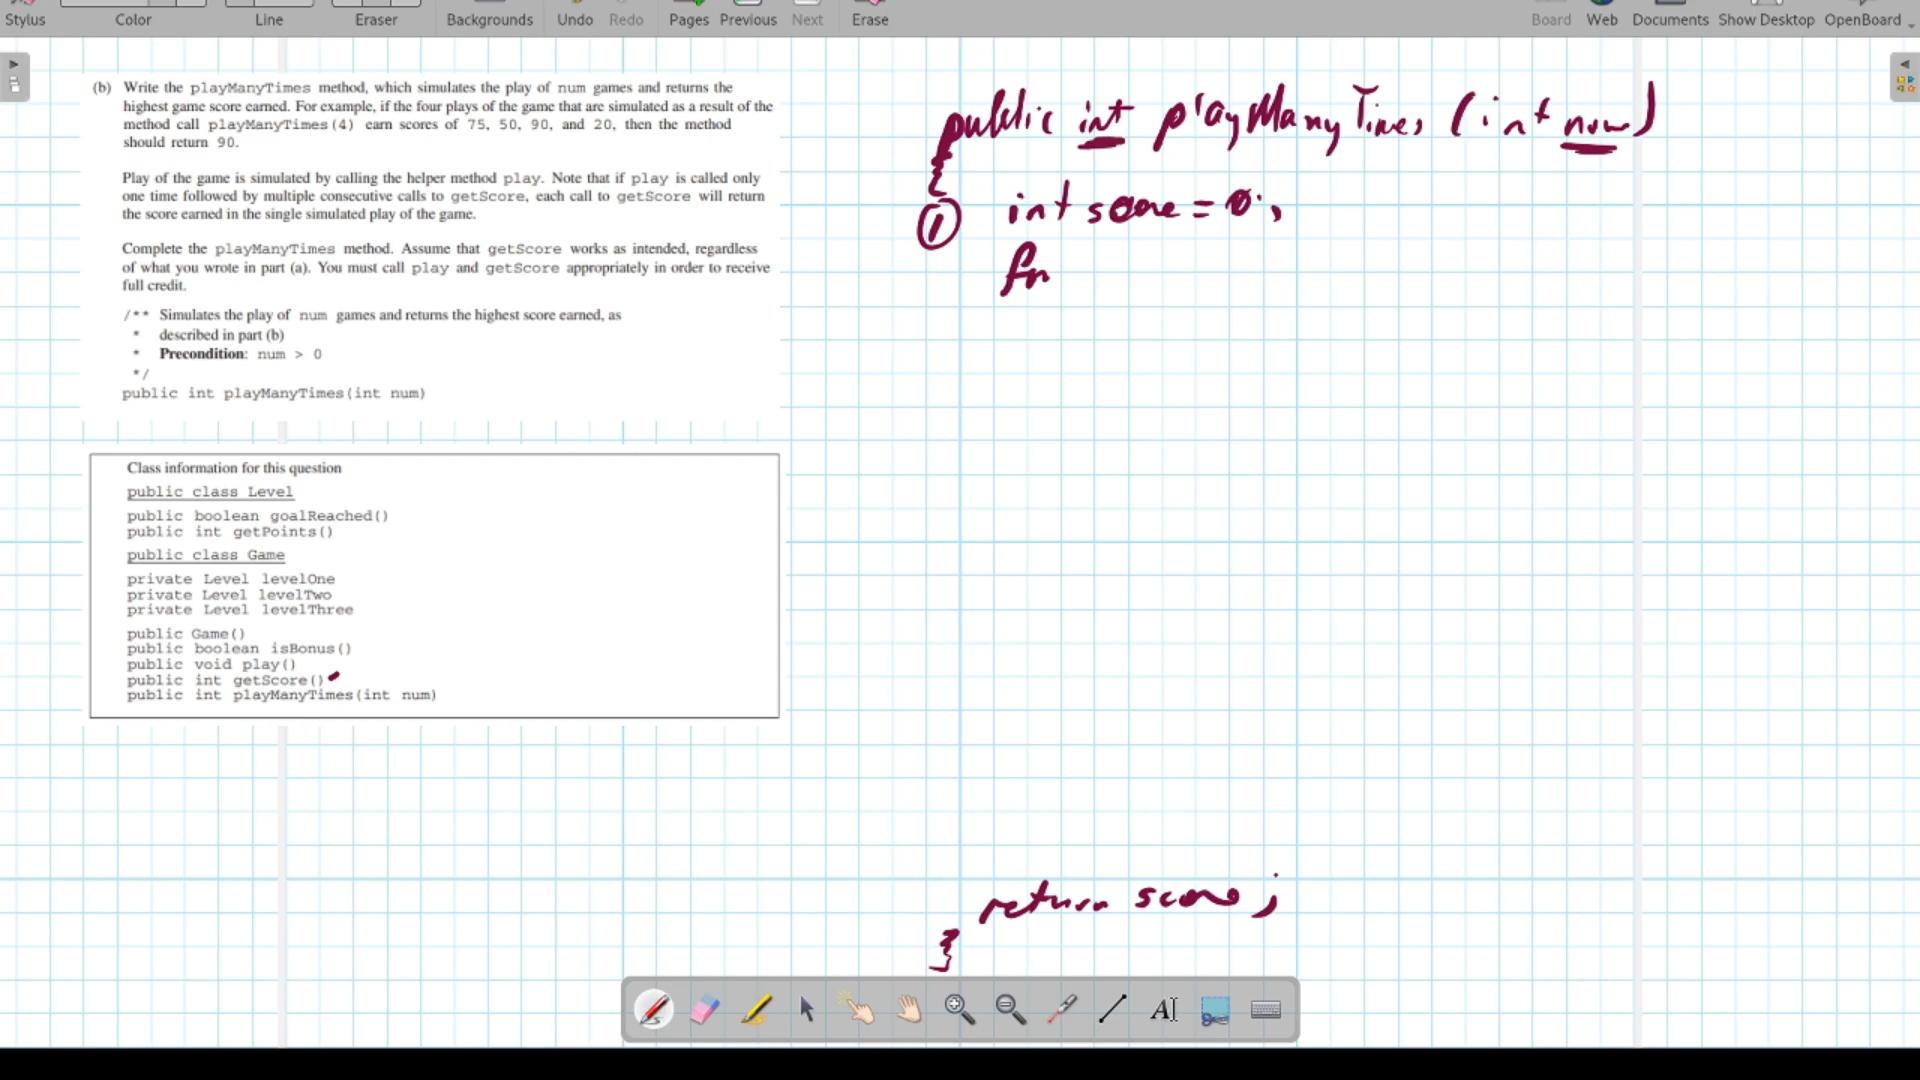 Stylus Color Line Eraser Backgrounds Undo Redo Pages Previous Next Erase Board Web Documents Show Desktop OpenBoard
(b) Write the playManyTimes method, which simulates the play of num games and returns the
highest game score earned. For example, if the four plays of the game that are simulated as a result of the
method call playManyTimes(4) earn scores of 75, 50, 90, and 20, then the method
should return 90.
Play of the game is simulated by calling the helper method play. Note that if play is called only
one time followed by multiple consecutive calls to getScore, each call to getScore will return
the score earned in the single simulated play of the game.
Complete the playManyTimes method. Assume that getScore works as intended, regardless
of what you wrote in part (a). You must call play and getScore appropriately in order to receive
full credit.
/** Simulates the play of num games and returns the highest score earned, as
* described in part (b)
* Precondition: num > 0
*/
public int playManyTimes(int num)
Class information for this question
public class Level
public boolean goalReached()
public int getPoints()
public class Game
private Level levelOne
private Level levelTwo
private Level levelThree
public Game()
public boolean isBonus()
public void play()
public int getScore()
public int playManyTimes(int num)
public int playManyTimes (int num)
{
① int score = 0;
for
return score;
}